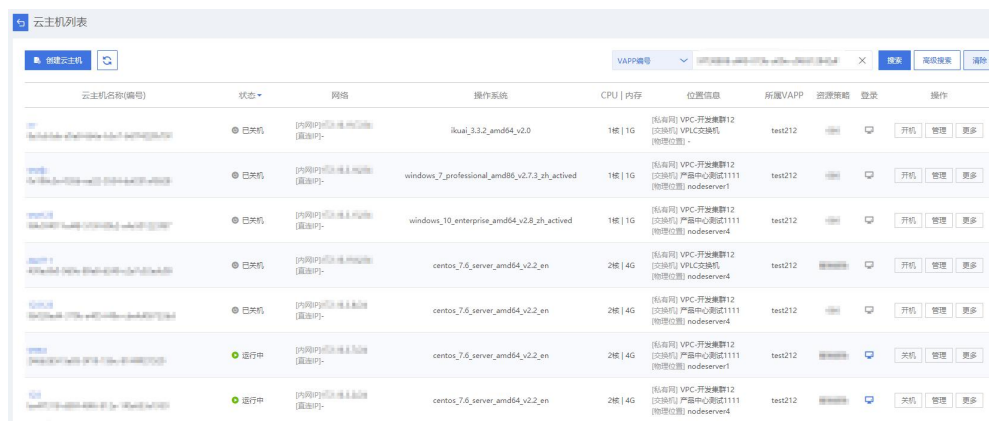 云主机列表
创建云主机
VAPP编号
搜索 高级搜索 清除
云主机名称(编号) 状态 网络 操作系统 CPU | 内存 位置信息 所属VAPP 资源策略 登录 操作
[私有网] VPC-开发集群12
已关机 [内网IP] ikuai_3.3.2_amd64_v2.0 1核 | 1G [交换机] VPLC交换机 test212 开机 管理 更多
[直连IP]- [物理位置] -
[私有网] VPC-开发集群12
已关机 [内网IP] windows_7_professional_amd86_v2.7.3_zh_actived 1核 | 1G [交换机] 产品中心测试1111 test212 开机 管理 更多
[直连IP]- [物理位置] nodeserver1
[私有网] VPC-开发集群12
已关机 [内网IP] windows_10_enterprise_amd64_v2.8_zh_actived 1核 | 1G [交换机] 产品中心测试1111 test212 开机 管理 更多
[直连IP]- [物理位置] nodeserver4
[私有网] VPC-开发集群12
已关机 [内网IP] centos_7.6_server_amd64_v2.2_en 2核 | 4G [交换机] VPLC交换机 test212 开机 管理 更多
[直连IP]- [物理位置] nodeserver4
[私有网] VPC-开发集群12
已关机 [内网IP] centos_7.6_server_amd64_v2.2_en 2核 | 4G [交换机] 产品中心测试1111 test212 开机 管理 更多
[直连IP]- [物理位置] nodeserver4
[私有网] VPC-开发集群12
运行中 [内网IP] centos_7.6_server_amd64_v2.2_en 2核 | 4G [交换机] 产品中心测试1111 test212 关机 管理 更多
[直连IP]- [物理位置] nodeserver1
[私有网] VPC-开发集群12
运行中 [内网IP] centos_7.6_server_amd64_v2.2_en 2核 | 4G [交换机] 产品中心测试1111 test212 关机 管理 更多
[直连IP]- [物理位置] nodeserver4